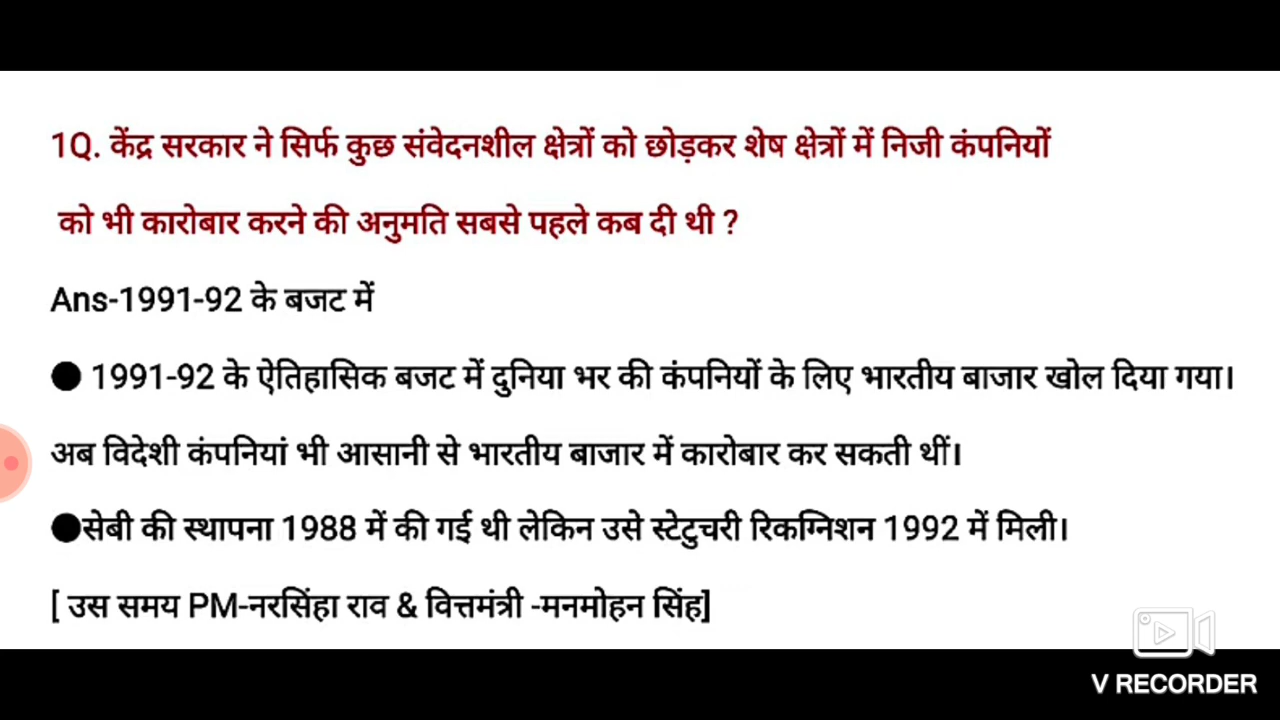 1Q. केंद्र सरकार ने सिर्फ कुछ संवेदनशील क्षेत्रों को छोड़कर शेष क्षेत्रों में निजी कंपनियों
को भी कारोबार करने की अनुमति सबसे पहले कब दी थी ?
Ans-1991-92 के बजट में
● 1991-92 के ऐतिहासिक बजट में दुनिया भर की कंपनियों के लिए भारतीय बाजार खोल दिया गया।
अब विदेशी कंपनियां भी आसानी से भारतीय बाजार में कारोबार कर सकती थीं।
●सेबी की स्थापना 1988 में की गई थी लेकिन उसे स्टेटुचरी रिकग्निशन 1992 में मिली।
[ उस समय PM-नरसिंहा राव & वित्तमंत्री -मनमोहन सिंह]
V RECORDER